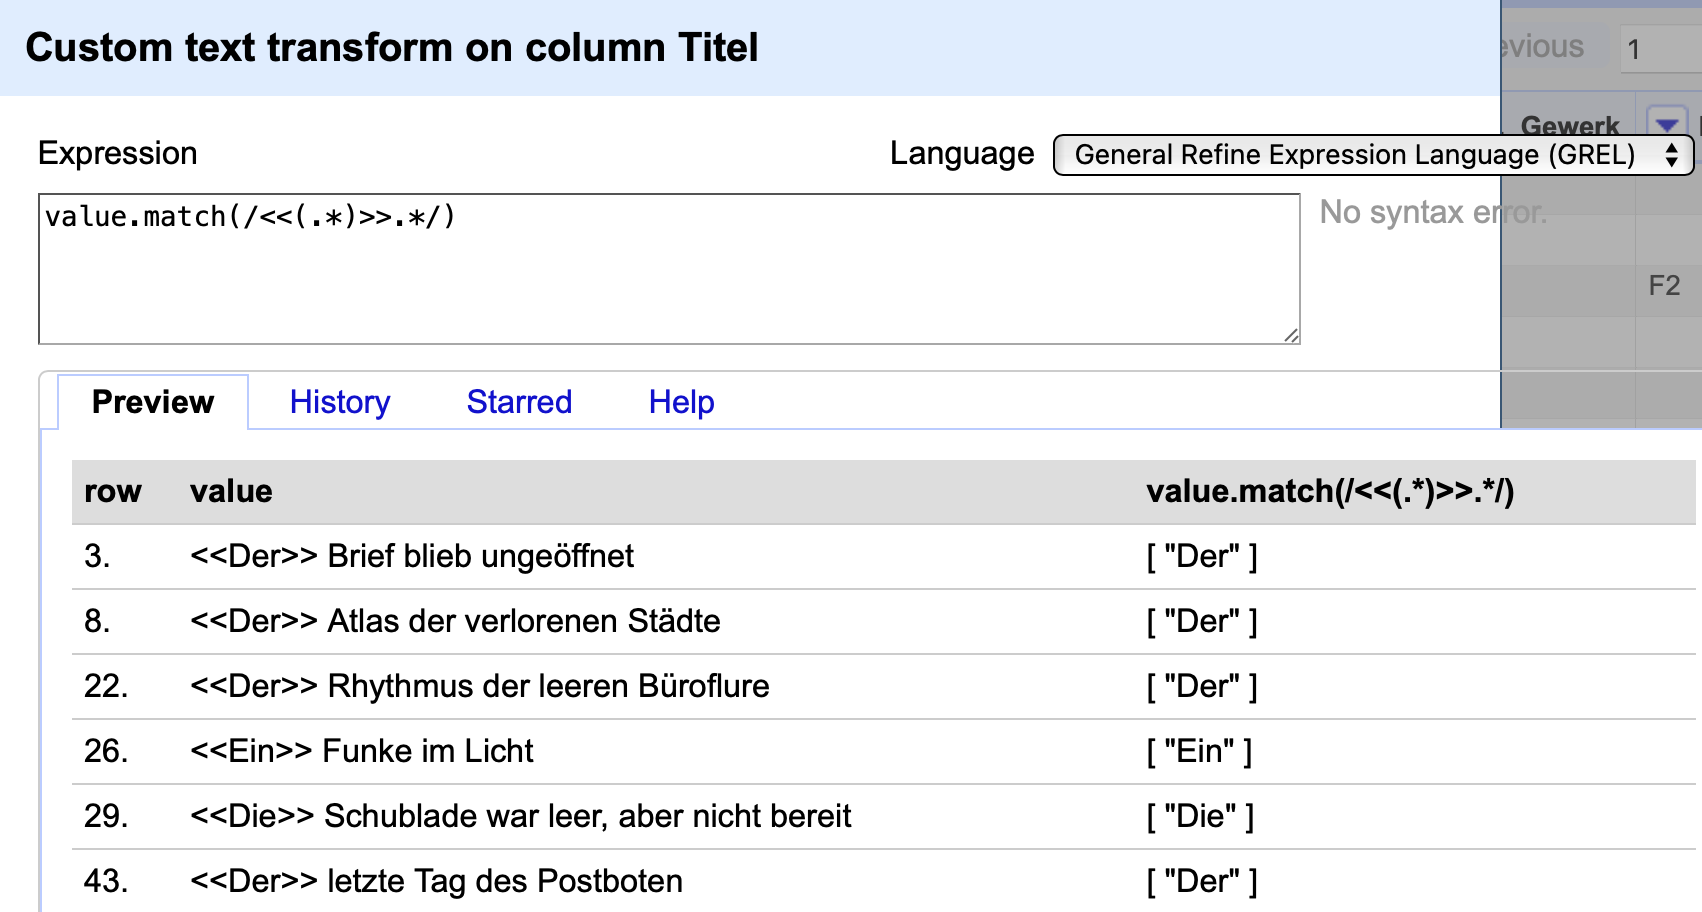 Custom text transform on column Titel
evious 1
Gewerk
Expression Language General Refine Expression Language (GREL)
value.match(/<<(.*)>>.*/) No syntax error.
F2
Preview History Starred Help
row value value.match(/<<(.*)>>.*/)
3. <<Der>> Brief blieb ungeöffnet [ "Der" ]
8. <<Der>> Atlas der verlorenen Städte [ "Der" ]
22. <<Der>> Rhythmus der leeren Büroflure [ "Der" ]
26. <<Ein>> Funke im Licht [ "Ein" ]
29. <<Die>> Schublade war leer, aber nicht bereit [ "Die" ]
43. <<Der>> letzte Tag des Postboten [ "Der" ]